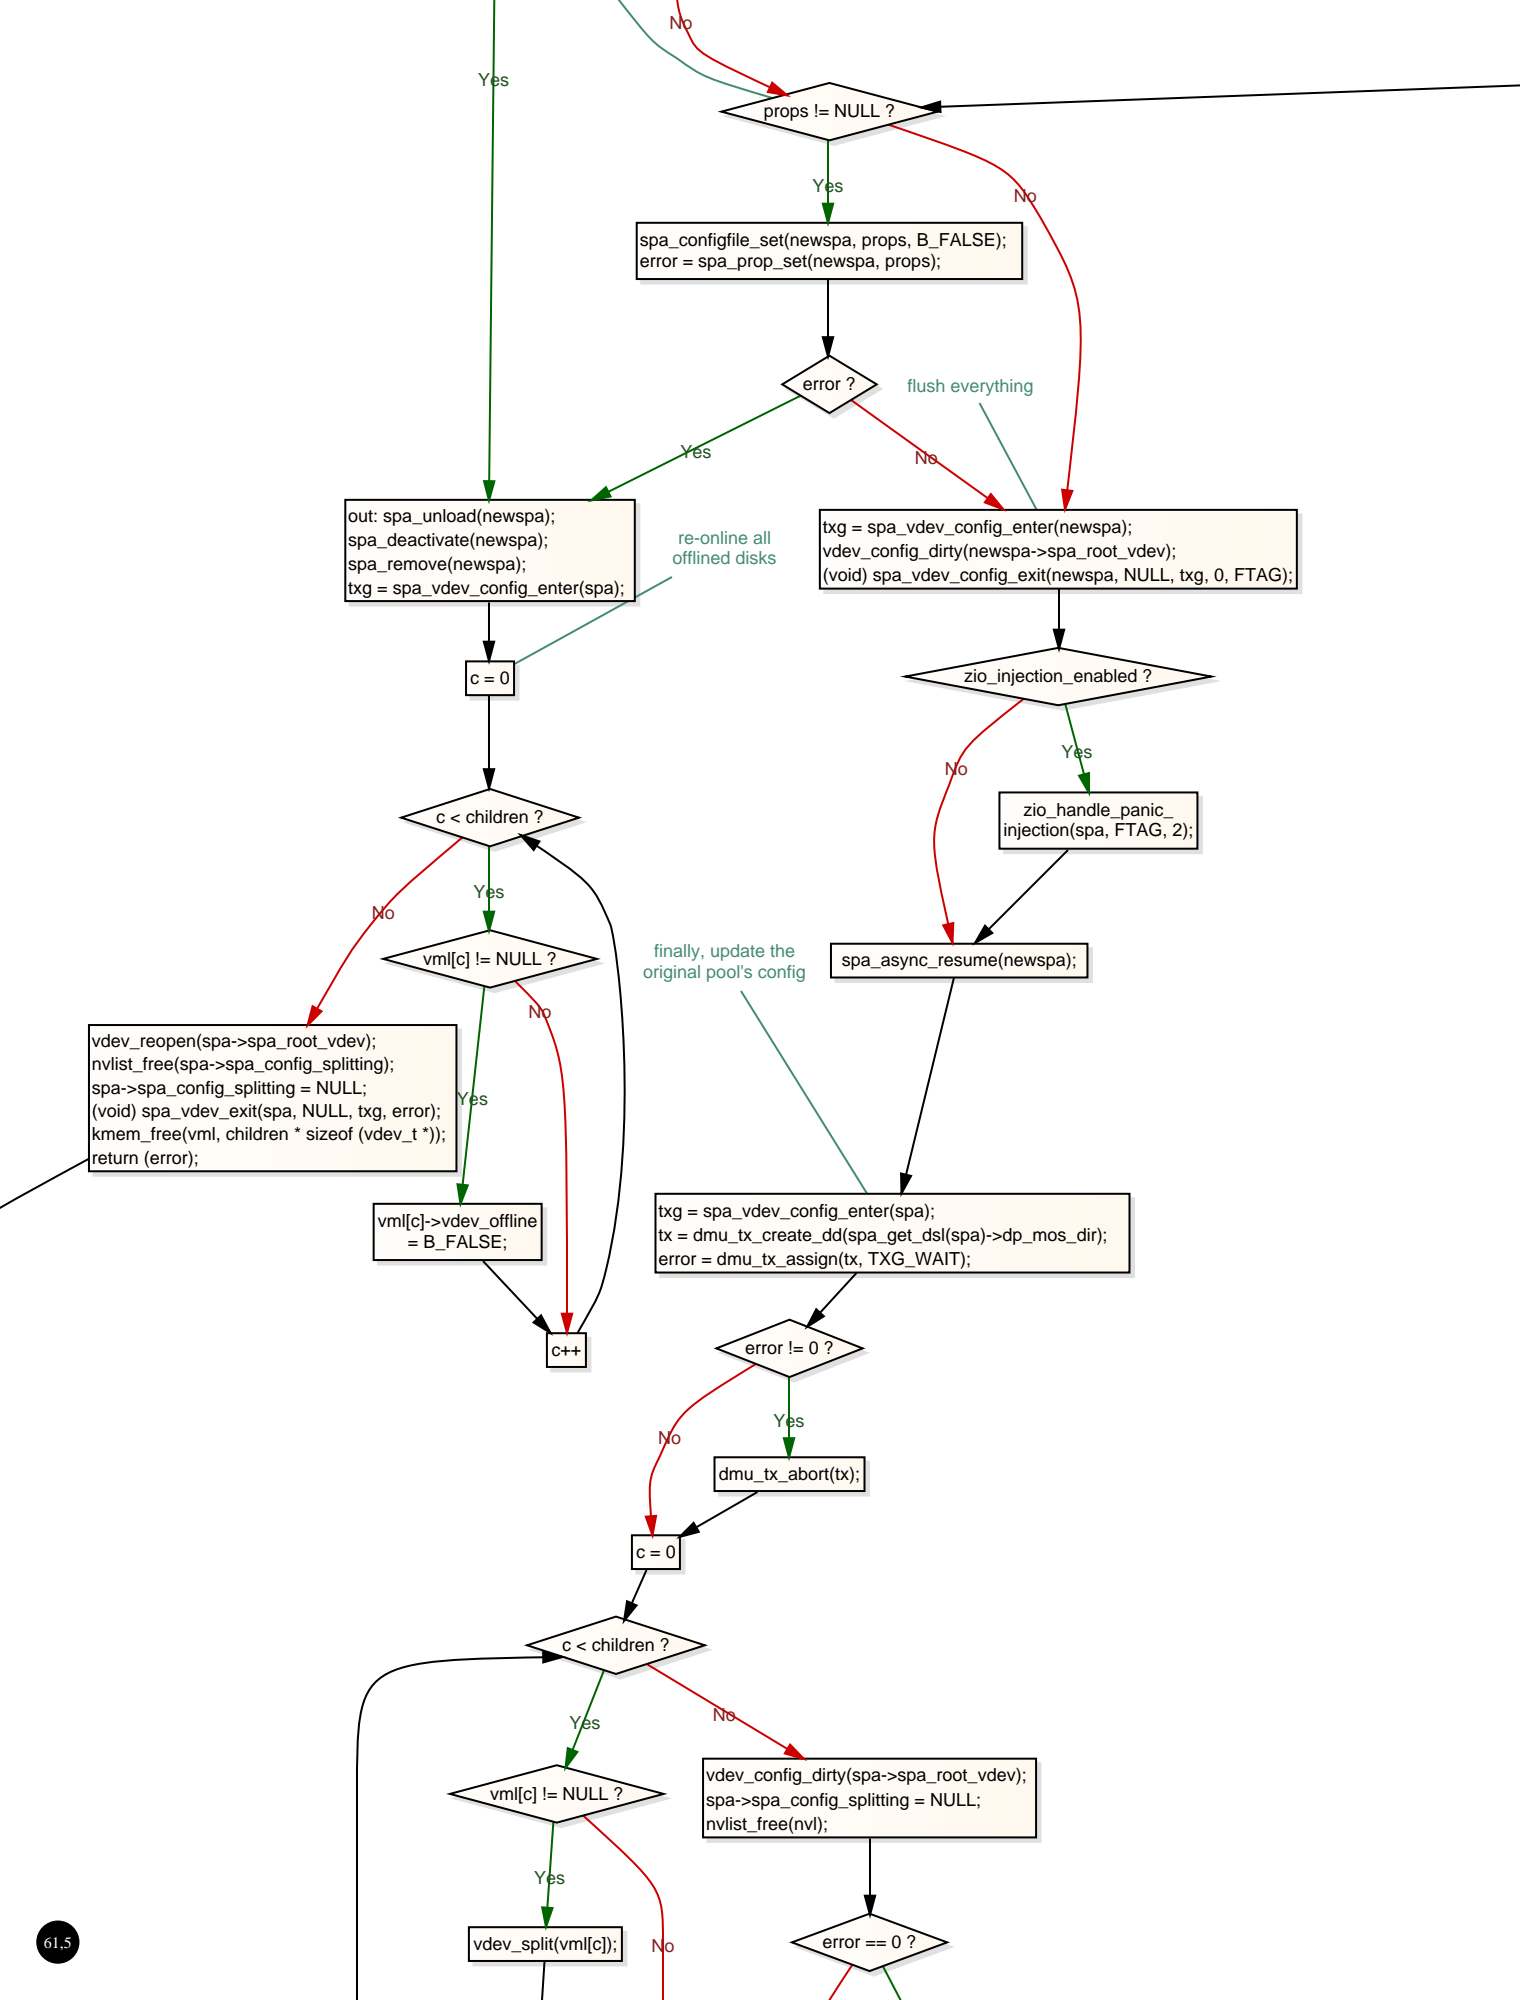 No
Yes
props != NULL ?
Yes
No
spa_configfile_set(newspa, props, B_FALSE);
error = spa_prop_set(newspa, props);
error ?
flush everything
Yes
No
out: spa_unload(newspa);
spa_deactivate(newspa);
spa_remove(newspa);
txg = spa_vdev_config_enter(spa);
re-online all
offlined disks
txg = spa_vdev_config_enter(newspa);
vdev_config_dirty(newspa->spa_root_vdev);
(void) spa_vdev_config_exit(newspa, NULL, txg, 0, FTAG);
c = 0
zio_injection_enabled ?
No
Yes
zio_handle_panic_
injection(spa, FTAG, 2);
c < children ?
No
Yes
vml[c] != NULL ?
finally, update the
original pool's config
spa_async_resume(newspa);
No
vdev_reopen(spa->spa_root_vdev);
nvlist_free(spa->spa_config_splitting);
spa->spa_config_splitting = NULL;
(void) spa_vdev_exit(spa, NULL, txg, error);
kmem_free(vml, children * sizeof (vdev_t *));
return (error);
Yes
vml[c]->vdev_offline
= B_FALSE;
c++
txg = spa_vdev_config_enter(spa);
tx = dmu_tx_create_dd(spa_get_dsl(spa)->dp_mos_dir);
error = dmu_tx_assign(tx, TXG_WAIT);
error != 0 ?
No
Yes
dmu_tx_abort(tx);
c = 0
c < children ?
Yes
No
vml[c] != NULL ?
vdev_config_dirty(spa->spa_root_vdev);
spa->spa_config_splitting = NULL;
nvlist_free(nvl);
Yes
No
vdev_split(vml[c]);
error == 0 ?
61,5